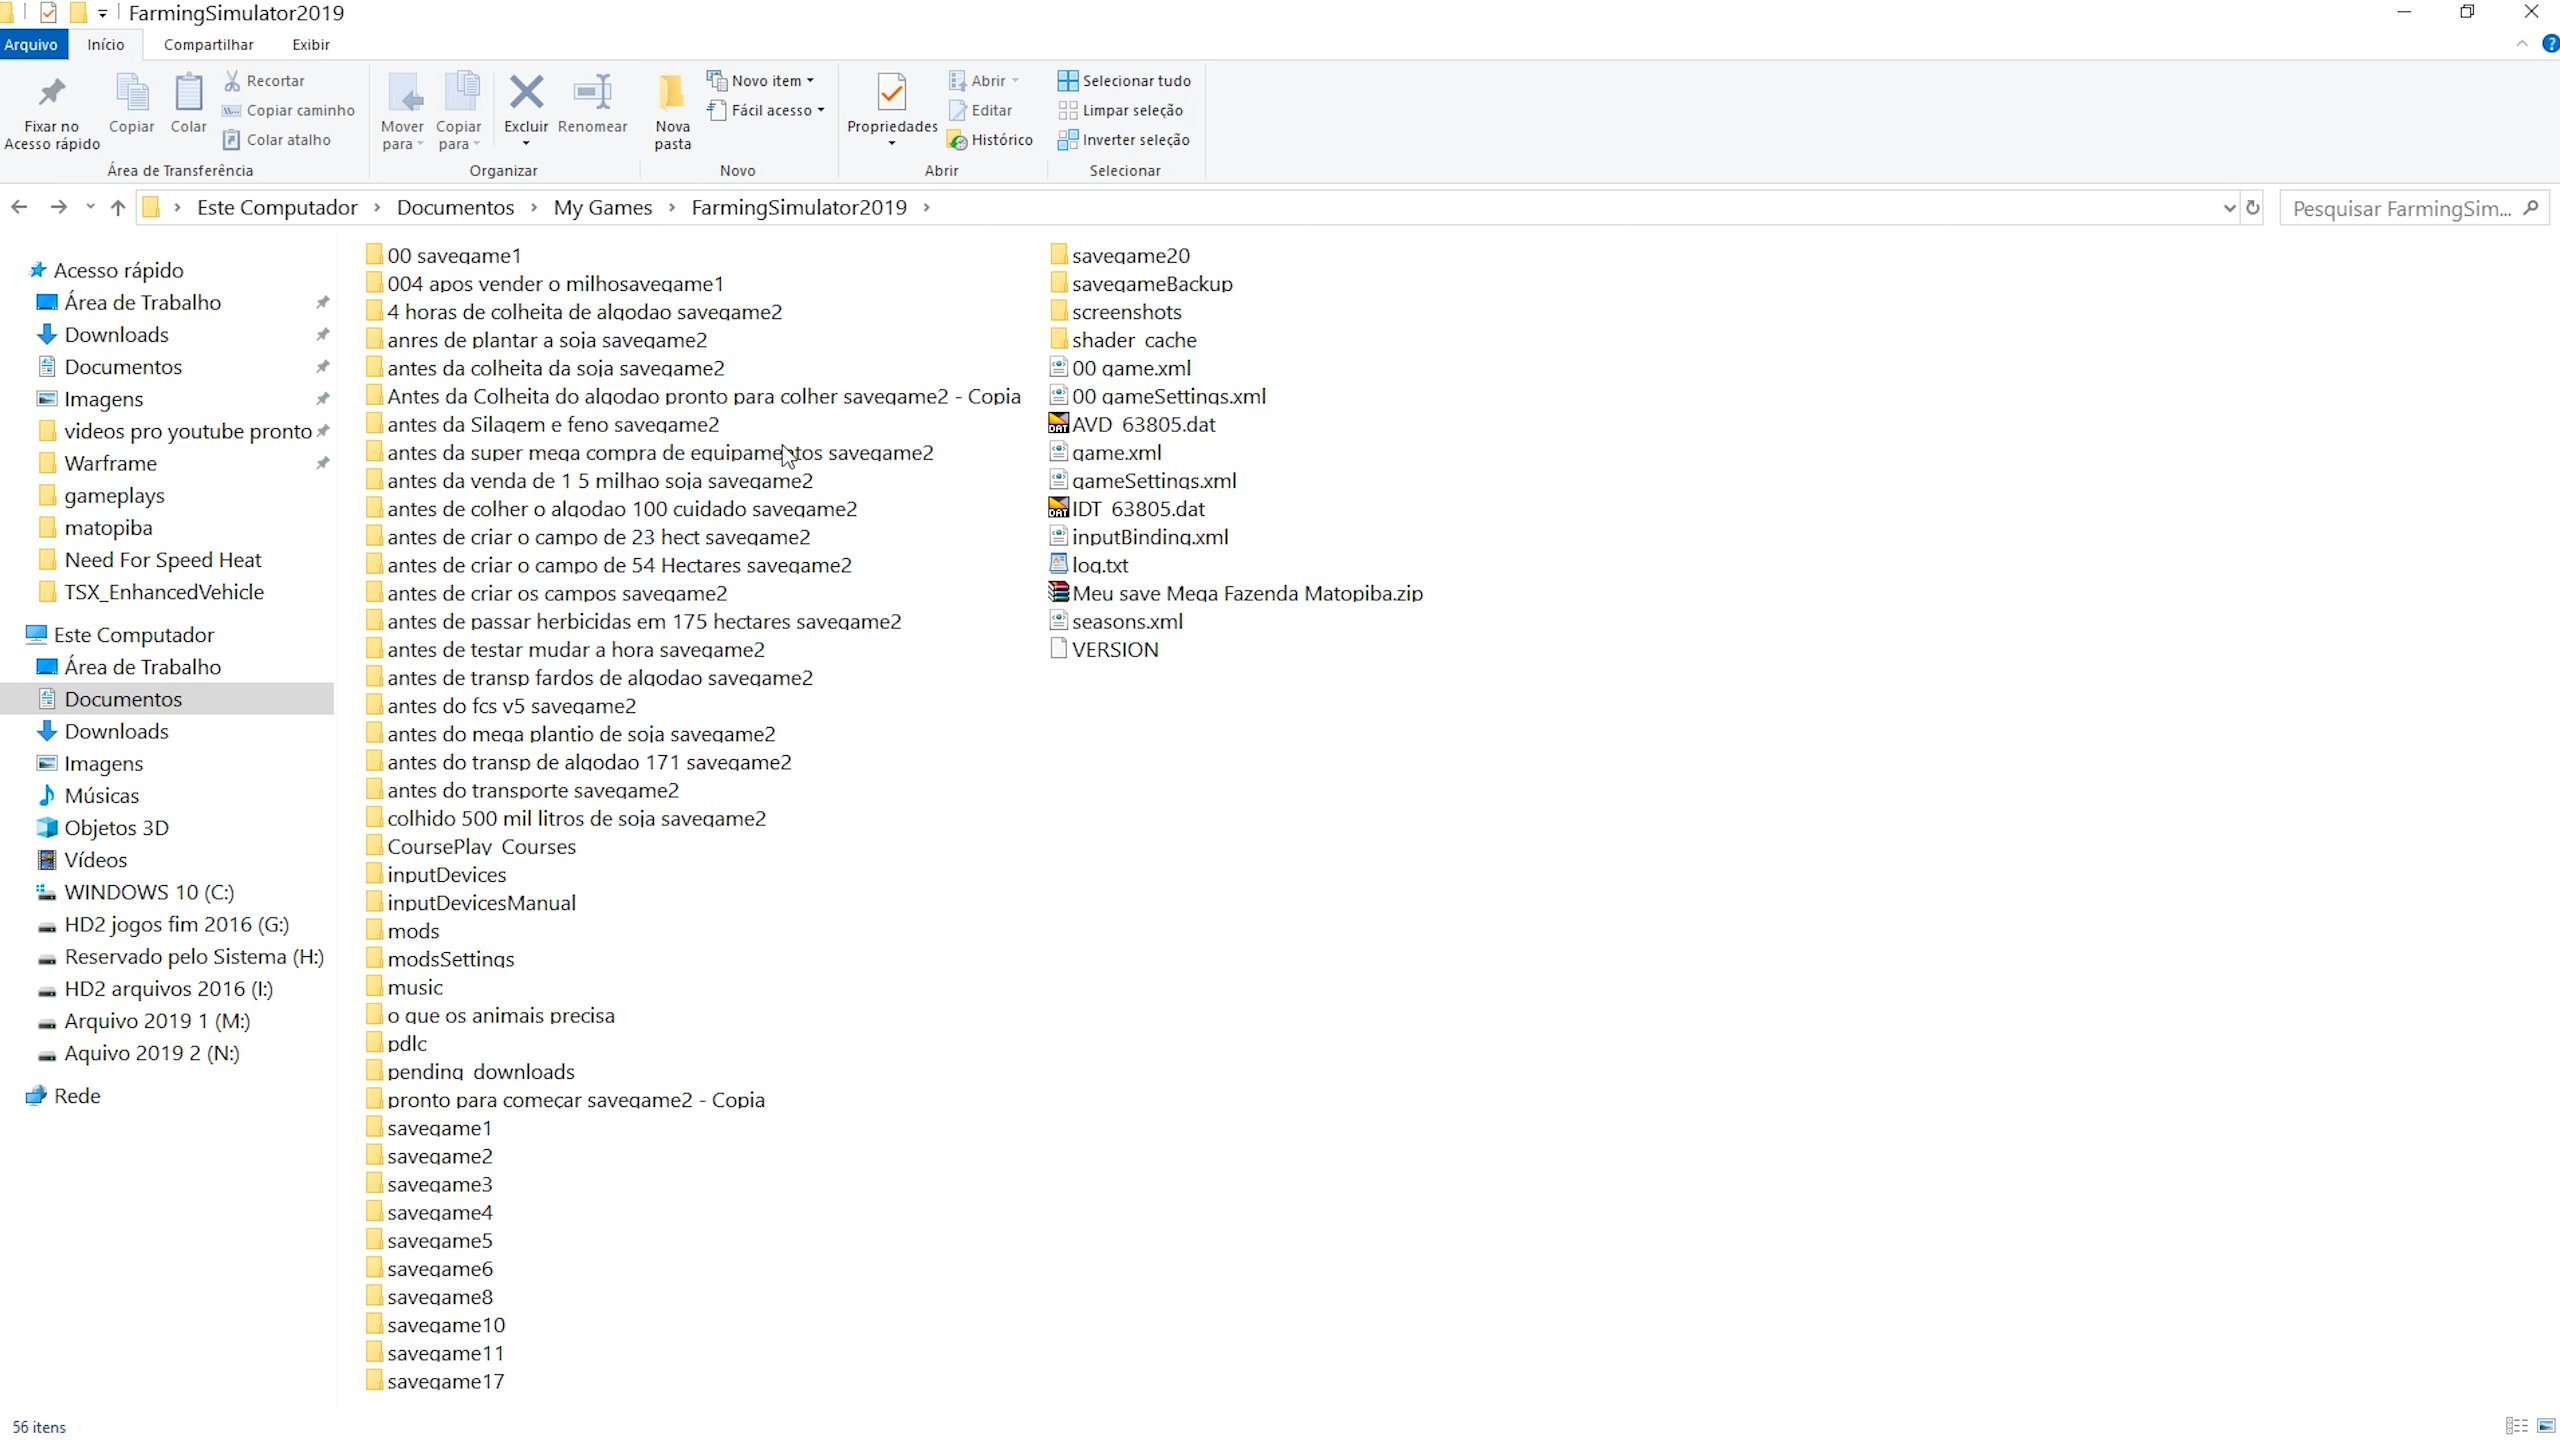 FarmingSimulator2019
Arquivo Início Compartilhar Exibir
Fixar no Acesso rápido
Copiar
Colar
Recortar
Copiar caminho
Colar atalho
Área de Transferência
Mover para
Copiar para
Excluir
Renomear
Organizar
Nova pasta
Novo item
Fácil acesso
Novo
Propriedades
Abrir
Editar
Histórico
Abrir
Selecionar tudo
Limpar seleção
Inverter seleção
Selecionar
Este Computador > Documentos > My Games > FarmingSimulator2019 >
Pesquisar FarmingSim...
Acesso rápido
Área de Trabalho
Downloads
Documentos
Imagens
videos pro youtube pronto
Warframe
gameplays
matopiba
Need For Speed Heat
TSX_EnhancedVehicle
Este Computador
Área de Trabalho
Documentos
Downloads
Imagens
Músicas
Objetos 3D
Vídeos
WINDOWS 10 (C:)
HD2 jogos fim 2016 (G:)
Reservado pelo Sistema (H:)
HD2 arquivos 2016 (I:)
Arquivo 2019 1 (M:)
Aquivo 2019 2 (N:)
Rede
00 savegame1
004 apos vender o milhosavegame1
4 horas de colheita de algodao savegame2
anres de plantar a soja savegame2
antes da colheita da soja savegame2
Antes da Colheita do algodao pronto para colher savegame2 - Copia
antes da Silagem e feno savegame2
antes da super mega compra de equipamentos savegame2
antes da venda de 1 5 milhao soja savegame2
antes de colher o algodao 100 cuidado savegame2
antes de criar o campo de 23 hect savegame2
antes de criar o campo de 54 Hectares savegame2
antes de criar os campos savegame2
antes de passar herbicidas em 175 hectares savegame2
antes de testar mudar a hora savegame2
antes de transp fardos de algodao savegame2
antes do fcs v5 savegame2
antes do mega plantio de soja savegame2
antes do transp de algodao 171 savegame2
antes do transporte savegame2
colhido 500 mil litros de soja savegame2
CoursePlay_Courses
inputDevices
inputDevicesManual
mods
modsSettings
music
o que os animais precisa
pdlc
pending_downloads
pronto para começar savegame2 - Copia
savegame1
savegame2
savegame3
savegame4
savegame5
savegame6
savegame8
savegame10
savegame11
savegame17
savegame20
savegameBackup
screenshots
shader_cache
00 game.xml
00 gameSettings.xml
AVD_63805.dat
game.xml
gameSettings.xml
IDT_63805.dat
inputBinding.xml
log.txt
Meu save Mega Fazenda Matopiba.zip
seasons.xml
VERSION
56 itens